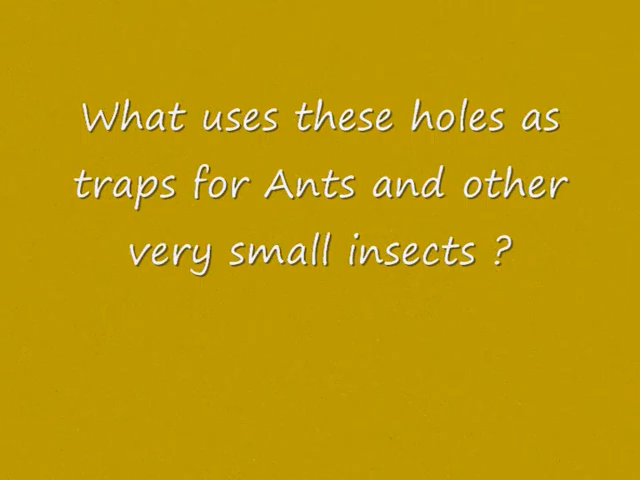 What uses these holes as
traps for Ants and other
very small insects ?